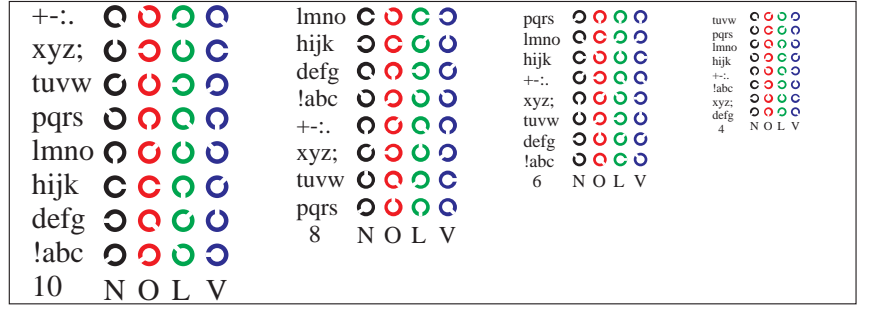 +-:.
xyz;
tuvw
pqrs
lmno
hijk
defg
!abc
10 N O L V
lmno
hijk
defg
!abc
+-:.
xyz;
tuvw
pqrs
8 N O L V
pqrs
lmno
hijk
+-:.
xyz;
tuvw
defg
!abc
6 N O L V
tuvw
pqrs
lmno
hijk
+-:.
!abc
xyz;
defg
4 N O L V